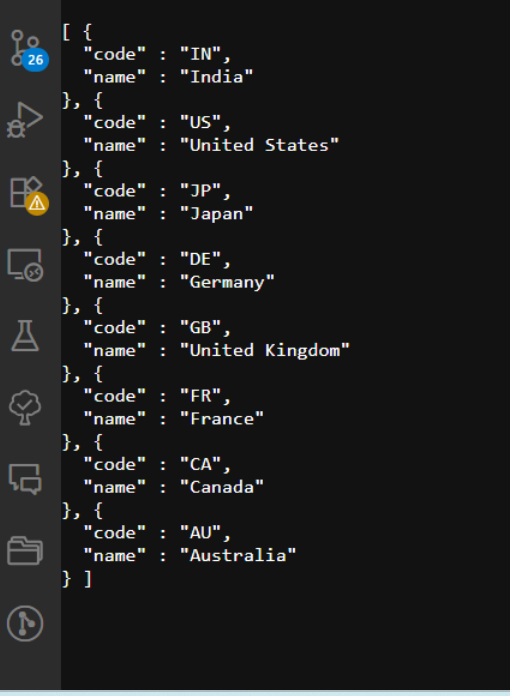 [ {
  "code" : "IN",
  "name" : "India"
}, {
  "code" : "US",
  "name" : "United States"
}, {
  "code" : "JP",
  "name" : "Japan"
}, {
  "code" : "DE",
  "name" : "Germany"
}, {
  "code" : "GB",
  "name" : "United Kingdom"
}, {
  "code" : "FR",
  "name" : "France"
}, {
  "code" : "CA",
  "name" : "Canada"
}, {
  "code" : "AU",
  "name" : "Australia"
} ]
26